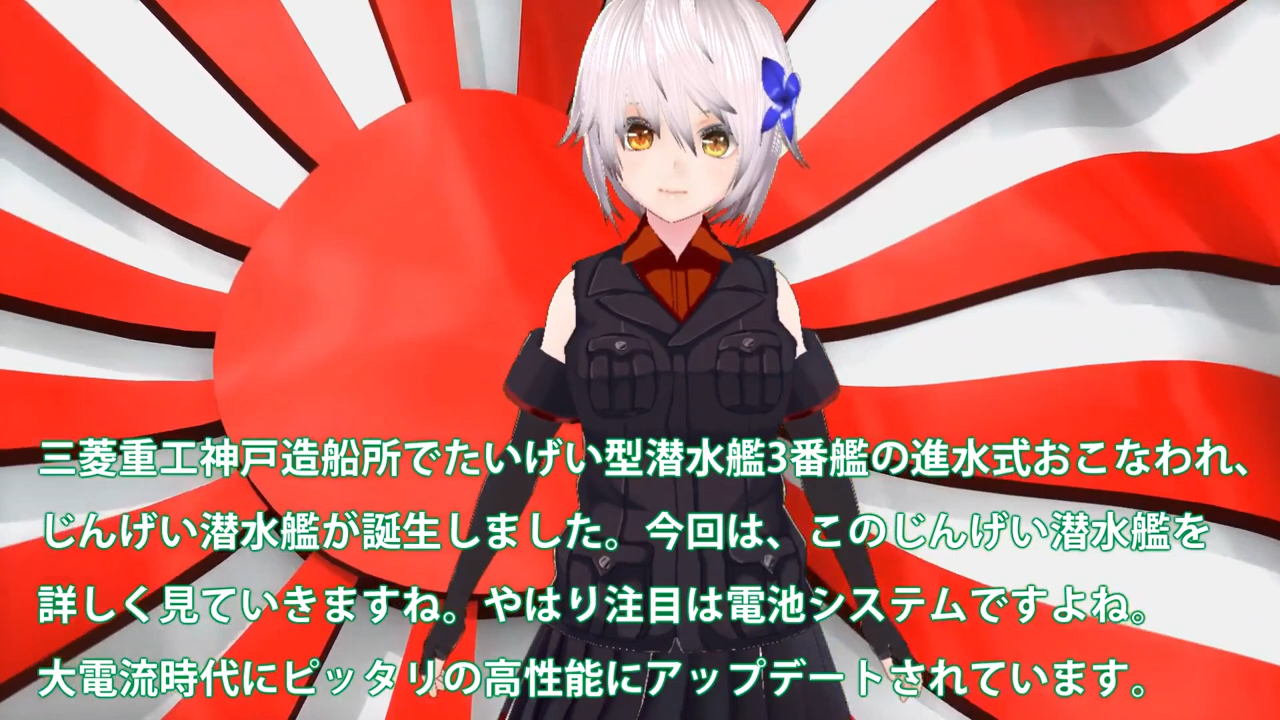 三菱重工神戸造船所でたいげい型潜水艦3番艦の進水式おこなわれ、
じんげい潜水艦が誕生しました。今回は、このじんげい潜水艦を
詳しく見ていきますね。やはり注目は電池システムですよね。
大電流時代にピッタリの高性能にアップデートされています。